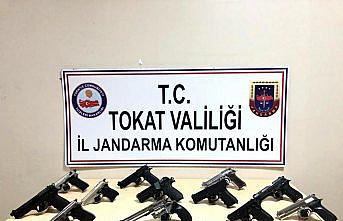 T.C.
TOKAT VALİLİĞİ
İL JANDARMA KOMUTANLIĞI